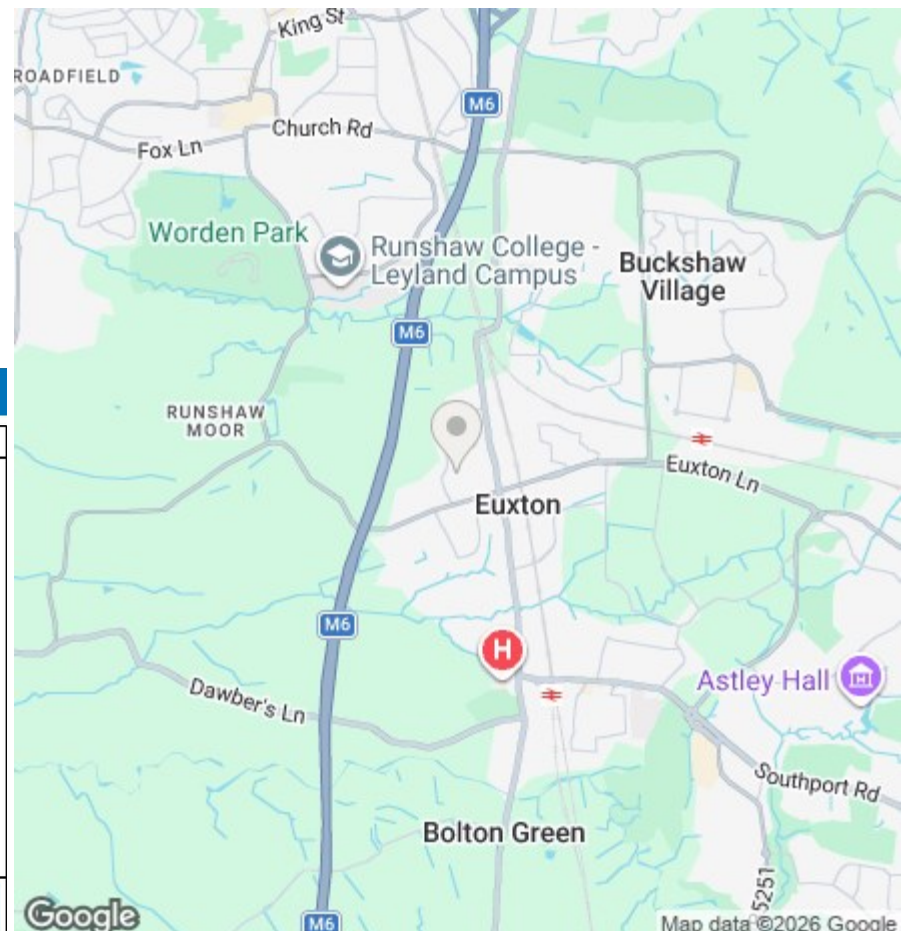 King St
ROADFIELD
M6
Church Rd
Fox Ln
Worden Park
Runshaw College -
Leyland Campus
Buckshaw
Village
M6
RUNSHAW
MOOR
Euxton Ln
Euxton
M6
H
Astley Hall
Dawber's Ln
Southport Rd
Bolton Green
5251
Google
M6
Map data ©2026 Google